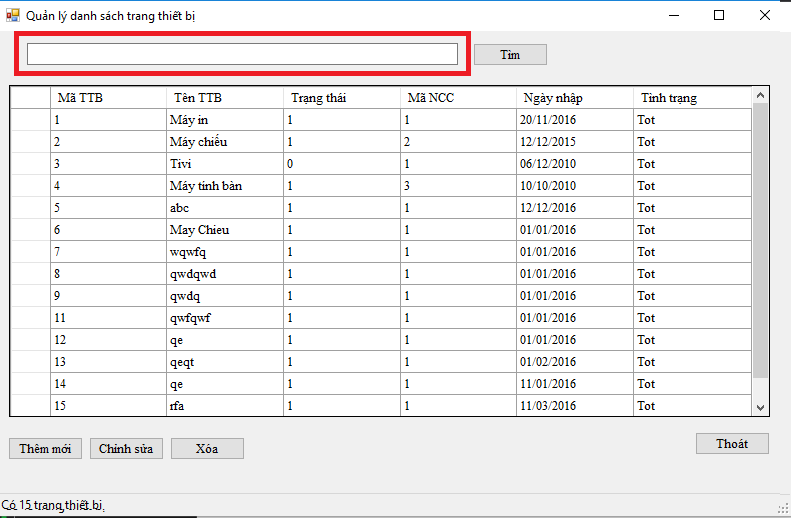 Quản lý danh sách trang thiết bị
Tìm
Mã TTB Tên TTB Trạng thái Mã NCC Ngày nhập Tình trạng
1 Máy in 1 1 20/11/2016 Tot
2 Máy chiếu 1 2 12/12/2015 Tot
3 Tivi 0 1 06/12/2010 Tot
4 Máy tính bàn 1 3 10/10/2010 Tot
5 abc 1 1 12/12/2016 Tot
6 May Chieu 1 1 01/01/2016 Tot
7 wqwfq 1 1 01/01/2016 Tot
8 qwdqwd 1 1 01/01/2016 Tot
9 qwdq 1 1 01/01/2016 Tot
11 qwfqwf 1 1 01/01/2016 Tot
12 qe 1 1 01/01/2016 Tot
13 qeqt 1 1 01/02/2016 Tot
14 qe 1 1 11/01/2016 Tot
15 rfa 1 1 11/03/2016 Tot
Thêm mới Chỉnh sửa Xóa Thoát
Có 15 trang thiết bị.